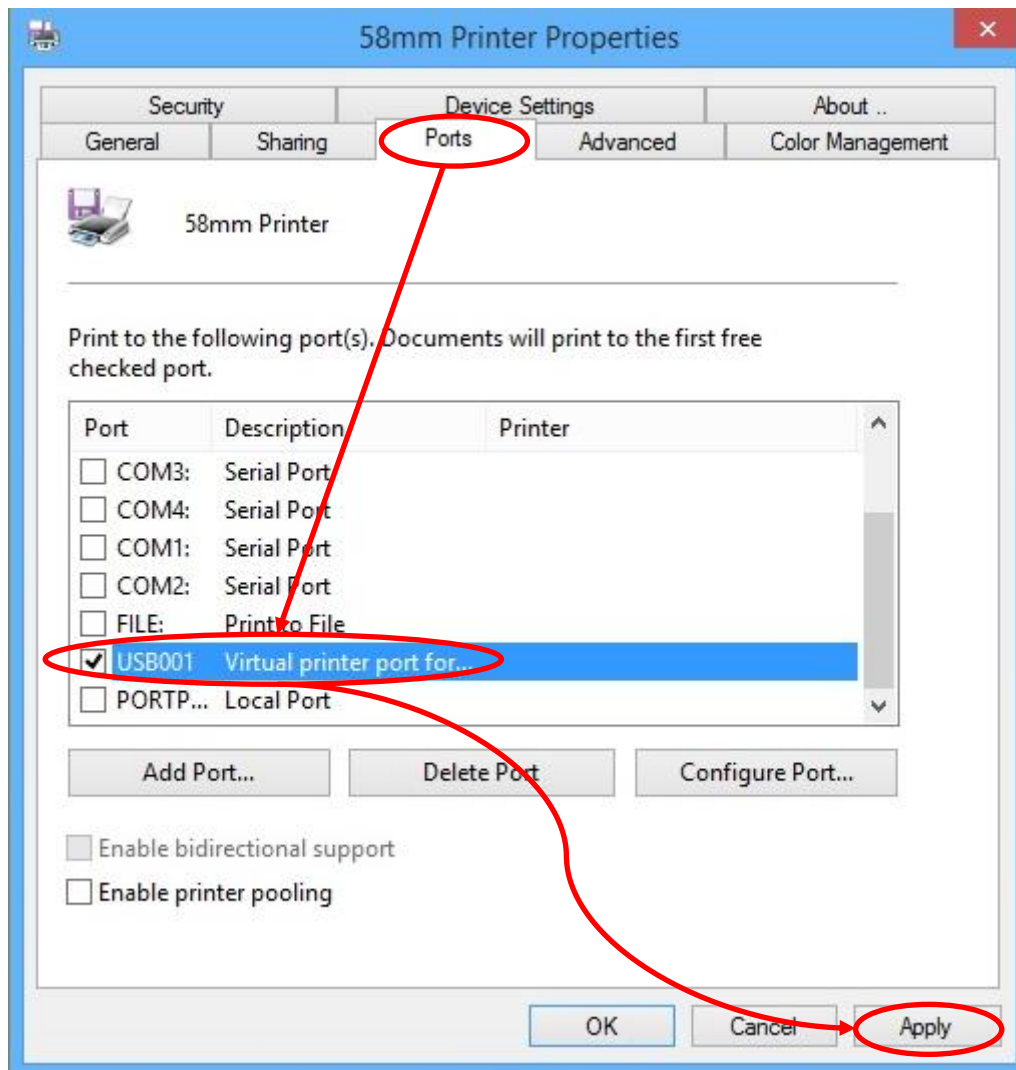 58mm Printer Properties
Security Device Settings About ..
General Sharing Ports Advanced Color Management
58mm Printer
Print to the following port(s). Documents will print to the first free
checked port.
Port Description Printer
COM3: Serial Port
COM4: Serial Port
COM1: Serial Port
COM2: Serial Port
FILE: Print to File
USB001 Virtual printer port for...
PORTP... Local Port
Add Port... Delete Port Configure Port...
Enable bidirectional support
Enable printer pooling
OK Cancel Apply